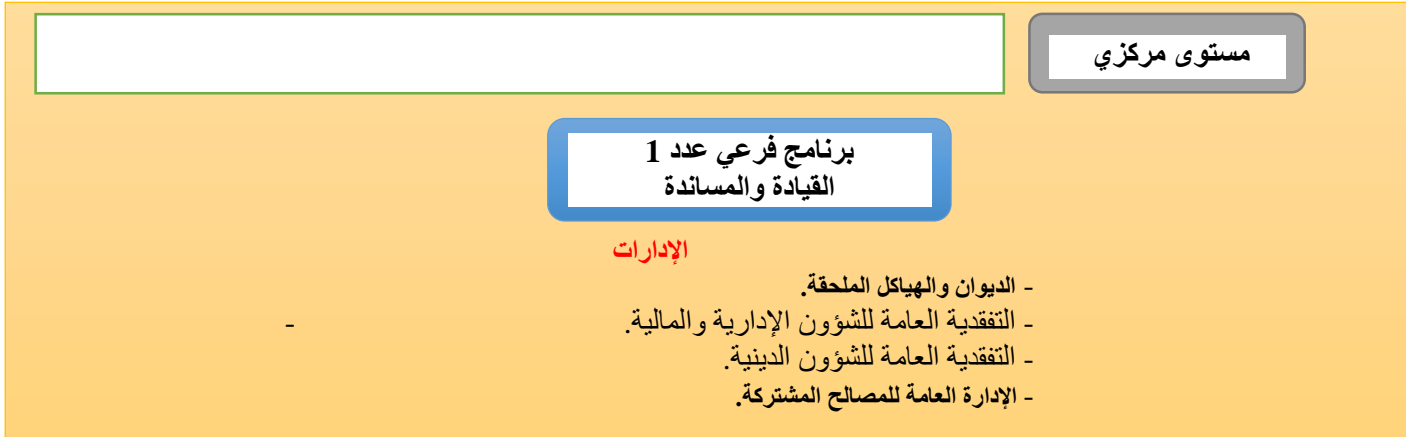 مستوى مركزي
برنامج فرعي عدد 1
القيادة والمساندة
الإدارات
- الديوان والهياكل الملحقة.
- التفقدية العامة للشؤون الإدارية والمالية. -
- التفقدية العامة للشؤون الدينية.
- الإدارة العامة للمصالح المشتركة.